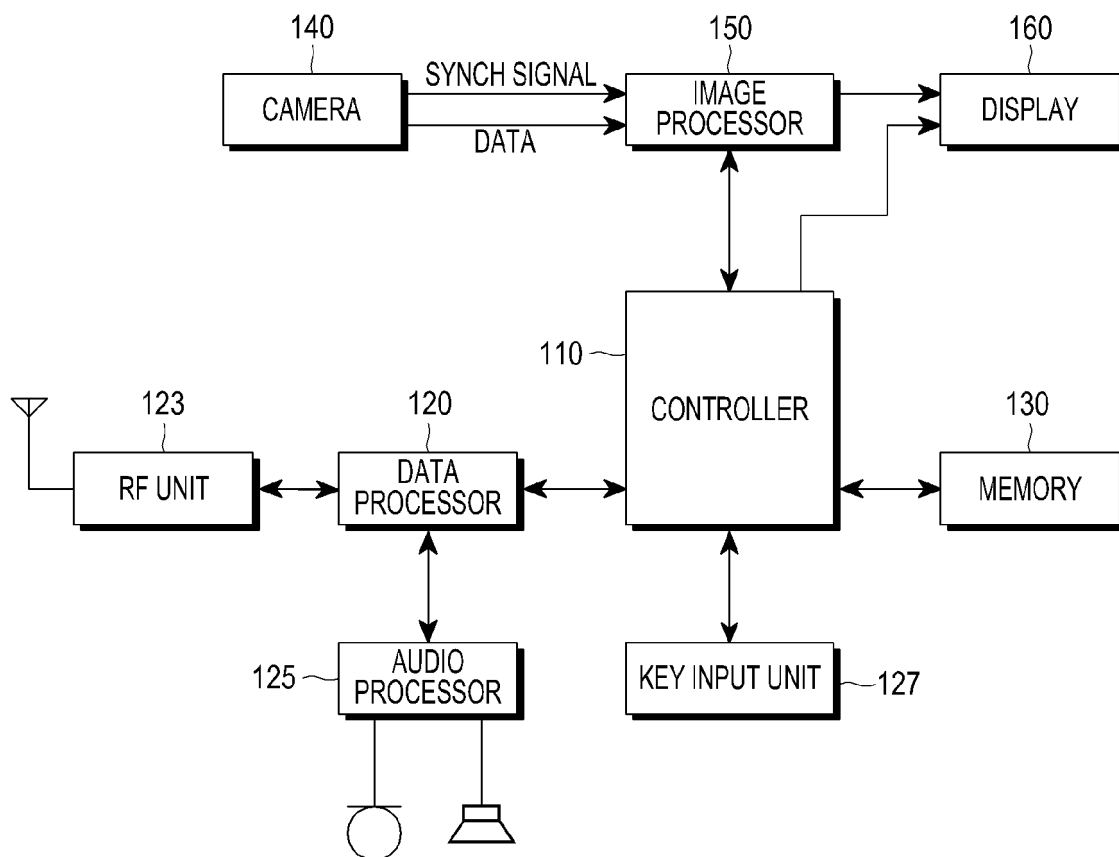 140
150
160
SYNCH SIGNAL
CAMERA
DATA
IMAGE
PROCESSOR
DISPLAY
110
CONTROLLER
123
120
130
RF UNIT
DATA
PROCESSOR
MEMORY
125
AUDIO
PROCESSOR
KEY INPUT UNIT
127